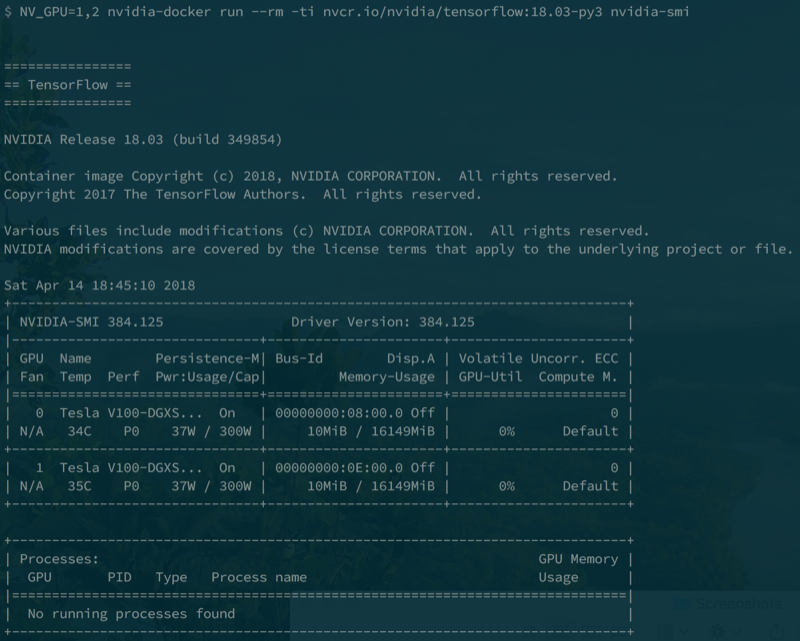 $ NV_GPU=1,2 nvidia-docker run --rm -ti nvcr.io/nvidia/tensorflow:18.03-py3 nvidia-smi
================
== TensorFlow ==
================
NVIDIA Release 18.03 (build 349854)
Container image Copyright (c) 2018, NVIDIA CORPORATION.  All rights reserved.
Copyright 2017 The TensorFlow Authors.  All rights reserved.
Various files include modifications (c) NVIDIA CORPORATION.  All rights reserved.
NVIDIA modifications are covered by the license terms that apply to the underlying project or file.
Sat Apr 14 18:45:10 2018
+-----------------------------------------------------------------------------+
| NVIDIA-SMI 384.125                Driver Version: 384.125                   |
|-------------------------------+----------------------+----------------------+
| GPU  Name        Persistence-M| Bus-Id        Disp.A | Volatile Uncorr. ECC |
| Fan  Temp  Perf  Pwr:Usage/Cap|         Memory-Usage | GPU-Util  Compute M. |
|===============================+======================+======================|
|   0  Tesla V100-DGXS...  On   | 00000000:08:00.0 Off |                    0 |
| N/A   34C    P0    37W / 300W |     10MiB / 16149MiB |      0%      Default |
+-------------------------------+----------------------+----------------------+
|   1  Tesla V100-DGXS...  On   | 00000000:0E:00.0 Off |                    0 |
| N/A   35C    P0    37W / 300W |     10MiB / 16149MiB |      0%      Default |
+-------------------------------+----------------------+----------------------+
+-----------------------------------------------------------------------------+
| Processes:                                                       GPU Memory |
|  GPU       PID   Type   Process name                             Usage      |
|=============================================================================|
|  No running processes found                                                 |
+-----------------------------------------------------------------------------+
Screenshots